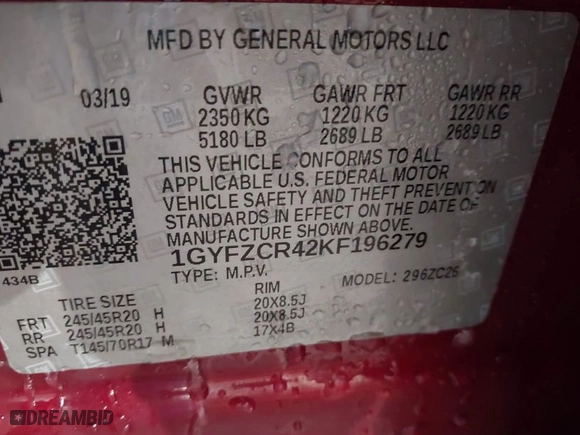 MFD BY GENERAL MOTORS LLC
03/19 GVWR GAWR FRT GAWR RR
2350 KG 1220 KG 1220 KG
5180 LB 2689 LB 2689 LB
THIS VEHICLE CONFORMS TO ALL
APPLICABLE U.S. FEDERAL MOTOR
VEHICLE SAFETY AND THEFT PREVENTION
STANDARDS IN EFFECT ON THE DATE OF
MANUFACTURE SHOWN ABOVE.
1GYFZCR42KF196279
434B TYPE: M.P.V. MODEL: 296ZC26
TIRE SIZE RIM
FRT 245/45R20 H 20X8.5J
RR 245/45R20 H 20X8.5J
SPA T145/70R17 M 17X4B
DREAMBID